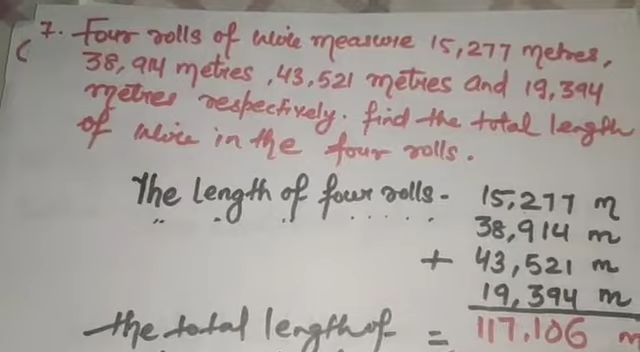 7. Four rolls of wire measure 15,277 metres,
38,914 metres, 43,521 metres and 19,394
metres respectively. find the total length
of wire in the four rolls.
The length of four rolls - 15,277 m
" " " " ..... 38,914 m
+ 43,521 m
19,394 m
the total length of = 117,106 m